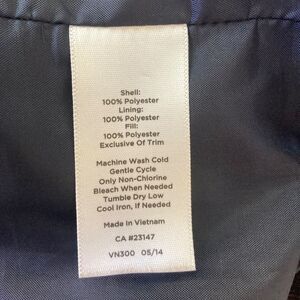 Shell:
100% Polyester
Lining:
100% Polyester
Fill:
100% Polyester
Exclusive Of Trim
Machine Wash Cold
Gentle Cycle
Only Non-Chlorine
Bleach When Needed
Tumble Dry Low
Cool Iron, if Needed
Made In Vietnam
CA #23147
VN300 05/14